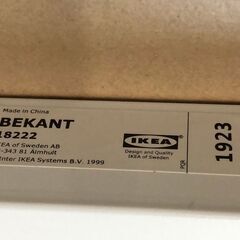 Made in China
BEKANT
18222
IKEA of Sweden AB
-343 81 Älmhult
Inter IKEA Systems B.V. 1999
IKEA
Design and Quality
IKEA of Sweden
PQR
1923